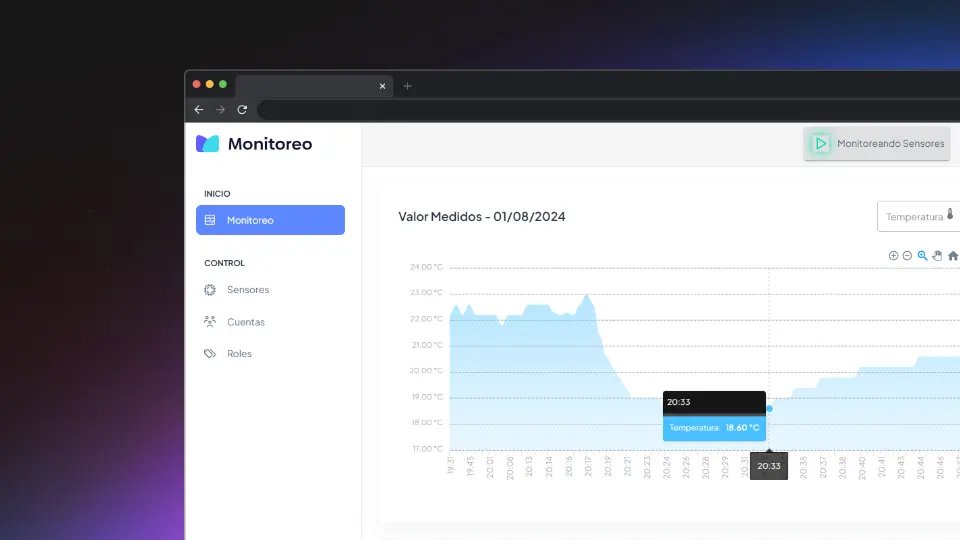 Monitoreo
Monitoreando Sensores
INICIO
Monitoreo
CONTROL
Sensores
Cuentas
Roles
Valor Medidos - 01/08/2024
Temperatura
24.00 °C
23.00 °C
22.00 °C
21.00 °C
20.00 °C
19.00 °C
18.00 °C
17.00 °C
20:33
Temperatura: 18.60 °C
19:31
19:45
20:01
20:08
20:13
20:14
20:16
20:17
20:19
20:21
20:23
20:24
20:26
20:28
20:29
20:31
20:33
20:35
20:37
20:38
20:40
20:41
20:43
20:44
20:46